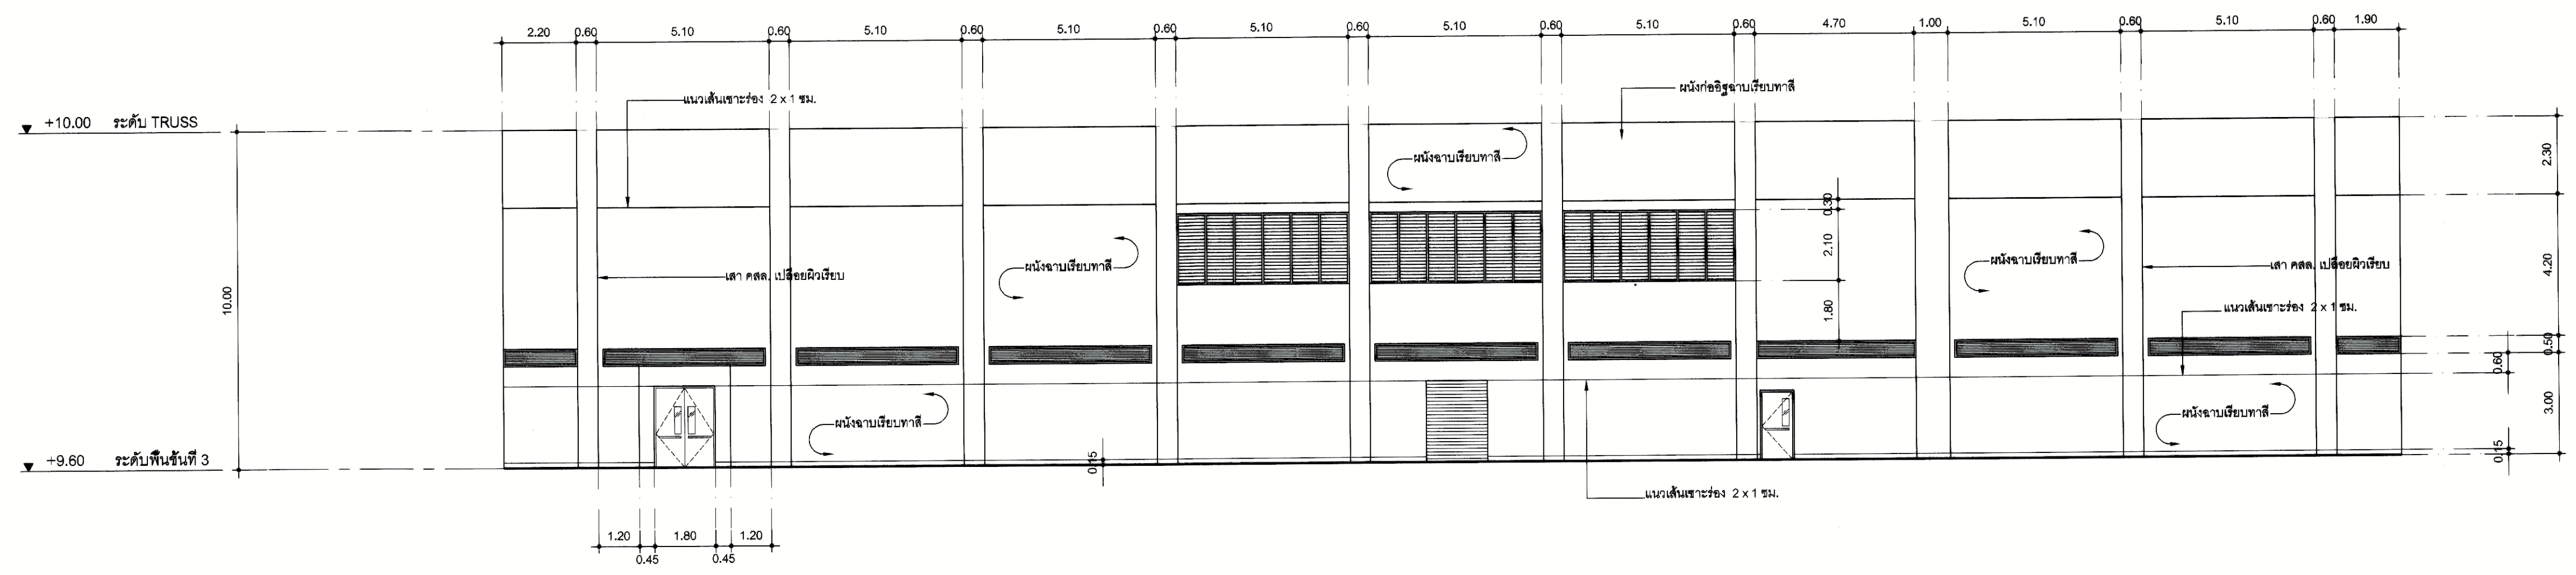 2.20 0.60 5.10 0.60 5.10 0.60 5.10 0.60 5.10 0.60 5.10 0.60 5.10 0.60 4.70 1.00 5.10 0.60 5.10 0.60 1.90
แนวเส้นเซาะร่อง 2 x 1 ซม.
ผนังก่ออิฐฉาบเรียบทาสี
+10.00 ระดับ TRUSS
ผนังฉาบเรียบทาสี
2.30
0.30
ผนังฉาบเรียบทาสี
2.10
ผนังฉาบเรียบทาสี
4.20
เสา คสล. เปลือยผิวเรียบ
เสา คสล. เปลือยผิวเรียบ
10.00
1.80
แนวเส้นเซาะร่อง 2 x 1 ซม.
0.50
0.60
ผนังฉาบเรียบทาสี
ผนังฉาบเรียบทาสี
3.00
+9.60 ระดับพื้นชั้นที่ 3
0.15
0.15
แนวเส้นเซาะร่อง 2 x 1 ซม.
1.20 1.80 1.20
0.45 0.45